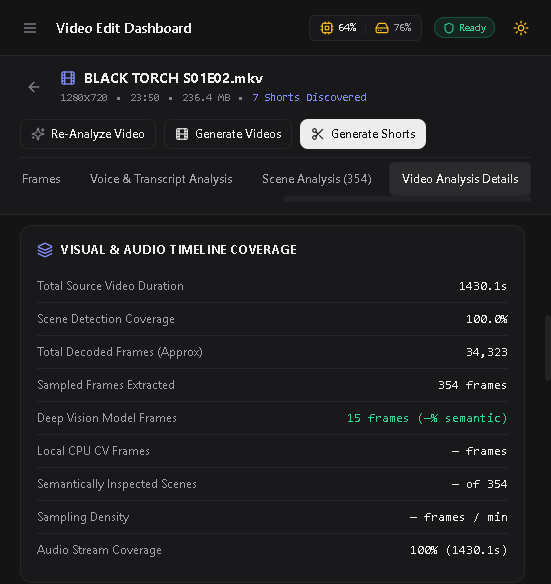 Video Edit Dashboard
64% 76% Ready
BLACK TORCH S01E02.mkv
1280x720 • 23:50 • 236.4 MB • 7 Shorts Discovered
Re-Analyze Video Generate Videos Generate Shorts
Frames Voice & Transcript Analysis Scene Analysis (354) Video Analysis Details
VISUAL & AUDIO TIMELINE COVERAGE
Total Source Video Duration 1430.1s
Scene Detection Coverage 100.0%
Total Decoded Frames (Approx) 34,323
Sampled Frames Extracted 354 frames
Deep Vision Model Frames 15 frames (—% semantic)
Local CPU CV Frames — frames
Semantically Inspected Scenes — of 354
Sampling Density — frames / min
Audio Stream Coverage 100% (1430.1s)